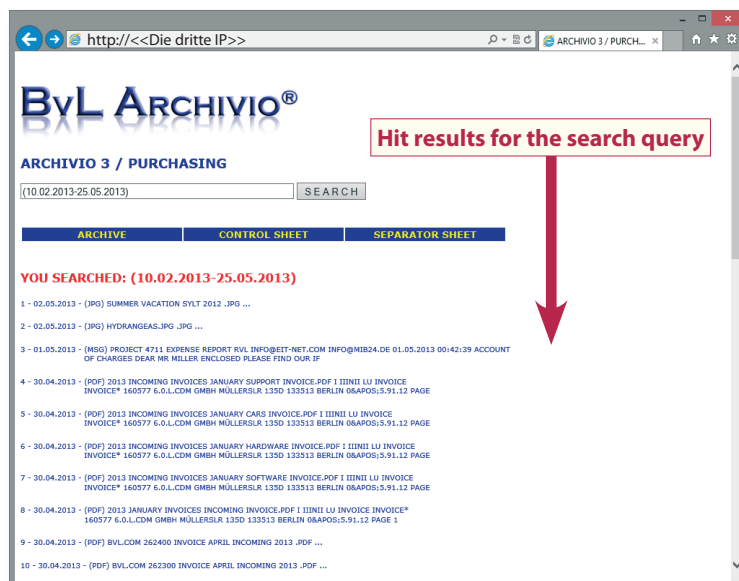 http://<<Die dritte IP>>
ARCHIVIO 3 / PURCH...
BVL ARCHIVIO®
Hit results for the search query
ARCHIVIO 3 / PURCHASING
(10.02.2013-25.05.2013)
SEARCH
ARCHIVE CONTROL SHEET SEPARATOR SHEET
YOU SEARCHED: (10.02.2013-25.05.2013)
1 - 02.05.2013 - (JPG) SUMMER VACATION SYLT 2012 .JPG ...
2 - 02.05.2013 - (JPG) HYDRANGEAS.JPG .JPG ...
3 - 01.05.2013 - (MSG) PROJECT 4711 EXPENSE REPORT RVL INFO@EIT-NET.COM INFO@MIB24.DE 01.05.2013 00:42:39 ACCOUNT
OF CHARGES DEAR MR MILLER ENCLOSED PLEASE FIND OUR IF
4 - 30.04.2013 - (PDF) 2013 INCOMING INVOICES JANUARY SUPPORT INVOICE.PDF I IIINII LU INVOICE
INVOICE* 160577 6.0.L.CDM GMBH MÜLLERSLR 135D 133513 BERLIN 0&APOS;5.91.12 PAGE
5 - 30.04.2013 - (PDF) 2013 INCOMING INVOICES JANUARY CARS INVOICE.PDF I IIINII LU INVOICE
INVOICE* 160577 6.0.L.CDM GMBH MÜLLERSLR 135D 133513 BERLIN 0&APOS;5.91.12 PAGE
6 - 30.04.2013 - (PDF) 2013 INCOMING INVOICES JANUARY HARDWARE INVOICE.PDF I IIINII LU INVOICE
INVOICE* 160577 6.0.L.CDM GMBH MÜLLERSLR 135D 133513 BERLIN 0&APOS;5.91.12 PAGE
7 - 30.04.2013 - (PDF) 2013 INCOMING INVOICES JANUARY SOFTWARE INVOICE.PDF I IIINII LU INVOICE
INVOICE* 160577 6.0.L.CDM GMBH MÜLLERSLR 135D 133513 BERLIN 0&APOS;5.91.12 PAGE
8 - 30.04.2013 - (PDF) 2013 JANUARY INVOICES INCOMING INVOICE.PDF I IIINII LU INVOICE INVOICE*
160577 6.0.L.CDM GMBH MÜLLERSLR 135D 133513 BERLIN 0&APOS;5.91.12 PAGE 1
9 - 30.04.2013 - (PDF) BVL.COM 262400 INVOICE APRIL INCOMING 2013 .PDF ...
10 - 30.04.2013 - (PDF) BVL.COM 262300 INVOICE APRIL INCOMING 2013 .PDF ...